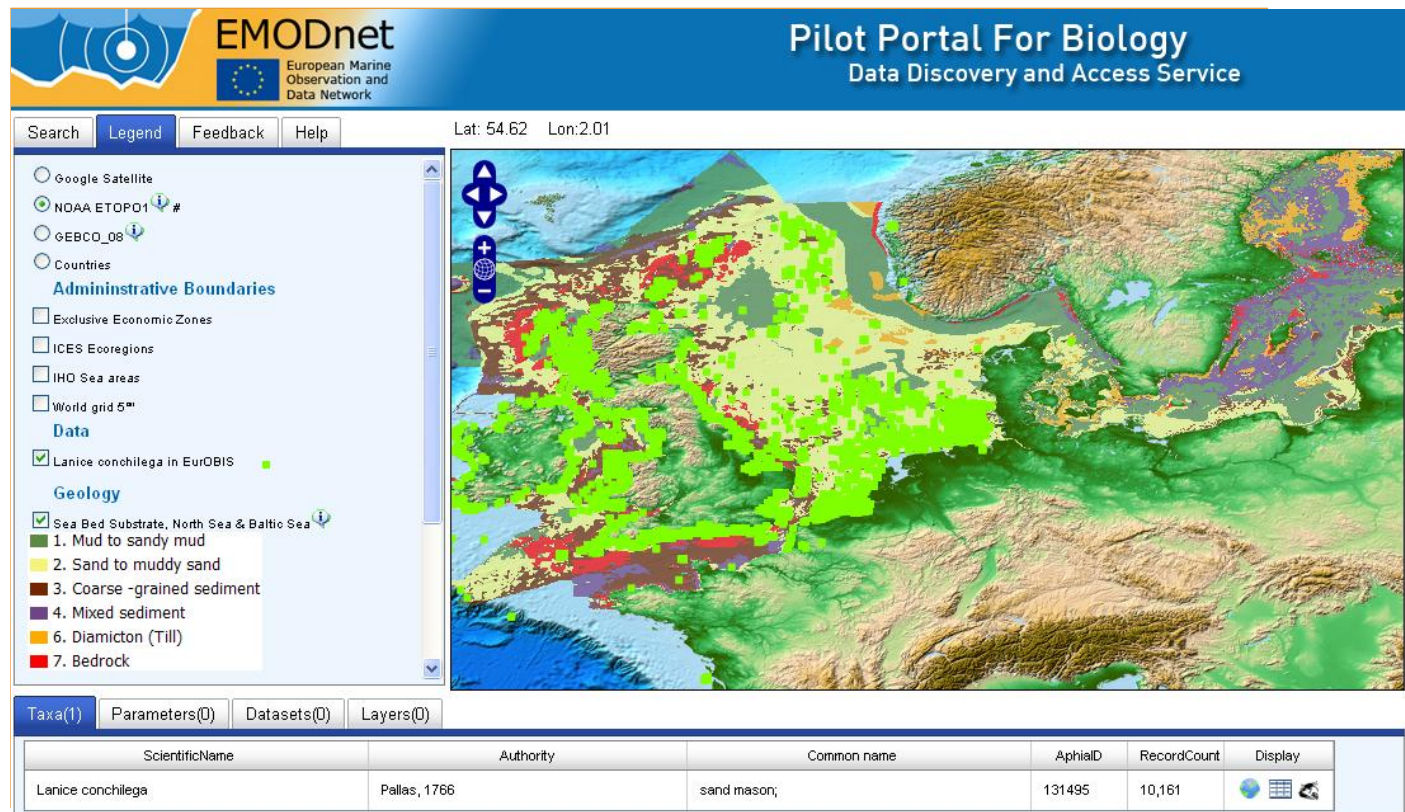 EMODnet
European Marine
Observation and
Data Network
Pilot Portal For Biology
Data Discovery and Access Service
Search
Legend
Feedback
Help
Lat: 54.62 Lon:2.01
Google Satellite
NOAA ETOPO1 #
GEBCO_08
Countries
Admininstrative Boundaries
Exclusive Economic Zones
ICES Ecoregions
IHO Sea areas
World grid 5°
Data
Lanice conchilega in EurOBIS
Geology
Sea Bed Substrate, North Sea & Baltic Sea
1. Mud to sandy mud
2. Sand to muddy sand
3. Coarse -grained sediment
4. Mixed sediment
6. Diamicton (Till)
7. Bedrock
Taxa(1)
Parameters(0)
Datasets(0)
Layers(0)
ScientificName Authority Common name AphiaID RecordCount Display
Lanice conchilega Pallas, 1766 sand mason; 131495 10,161